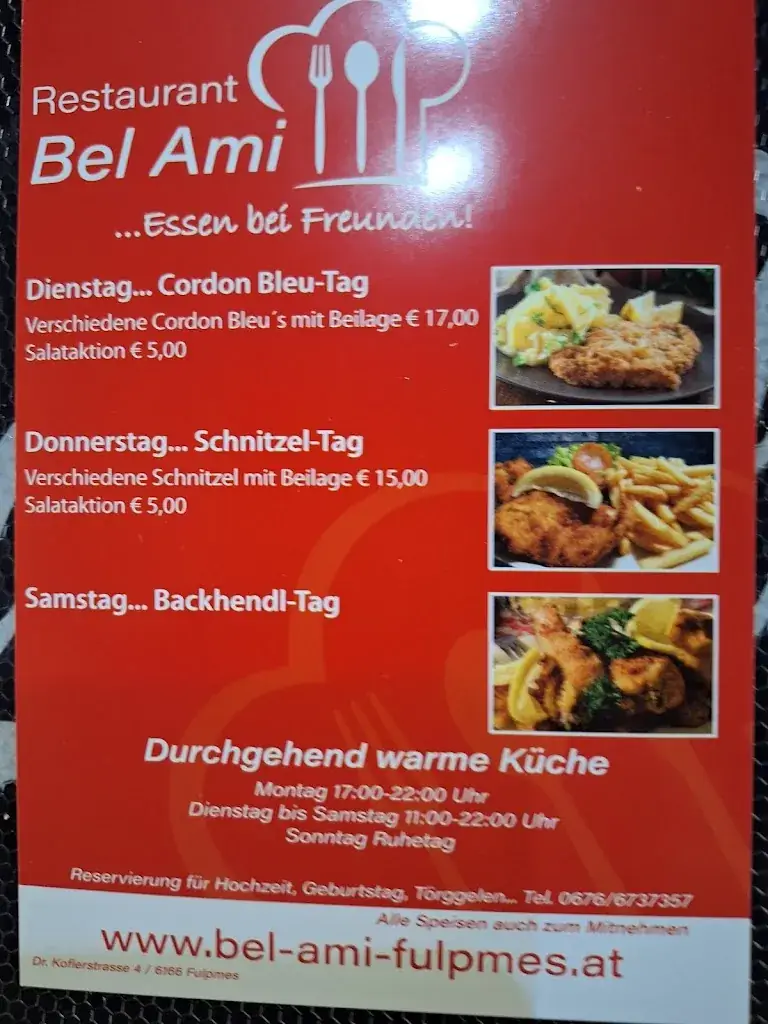 Restaurant
Bel Ami
...Essen bei Freunden!
Dienstag... Cordon Bleu-Tag
Verschiedene Cordon Bleu´s mit Beilage € 17,00
Salataktion € 5,00
Donnerstag... Schnitzel-Tag
Verschiedene Schnitzel mit Beilage € 15,00
Salataktion € 5,00
Samstag... Backhendl-Tag
Durchgehend warme Küche
Montag 17:00-22:00 Uhr
Dienstag bis Samstag 11:00-22:00 Uhr
Sonntag Ruhetag
Reservierung für Hochzeit, Geburtstag, Törggelen... Tel. 0676/6737357
Alle Speisen auch zum Mitnehmen
www.bel-ami-fulpmes.at
Dr. Koflerstrasse 4 / 6166 Fulpmes